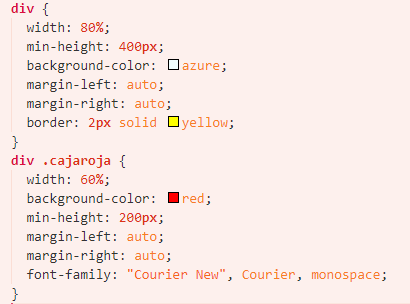 div {
width: 80%;
min-height: 400px;
background-color: azure;
margin-left: auto;
margin-right: auto;
border: 2px solid yellow;
}
div .cajaroja {
width: 60%;
background-color: red;
min-height: 200px;
margin-left: auto;
margin-right: auto;
font-family: "Courier New", Courier, monospace;
}